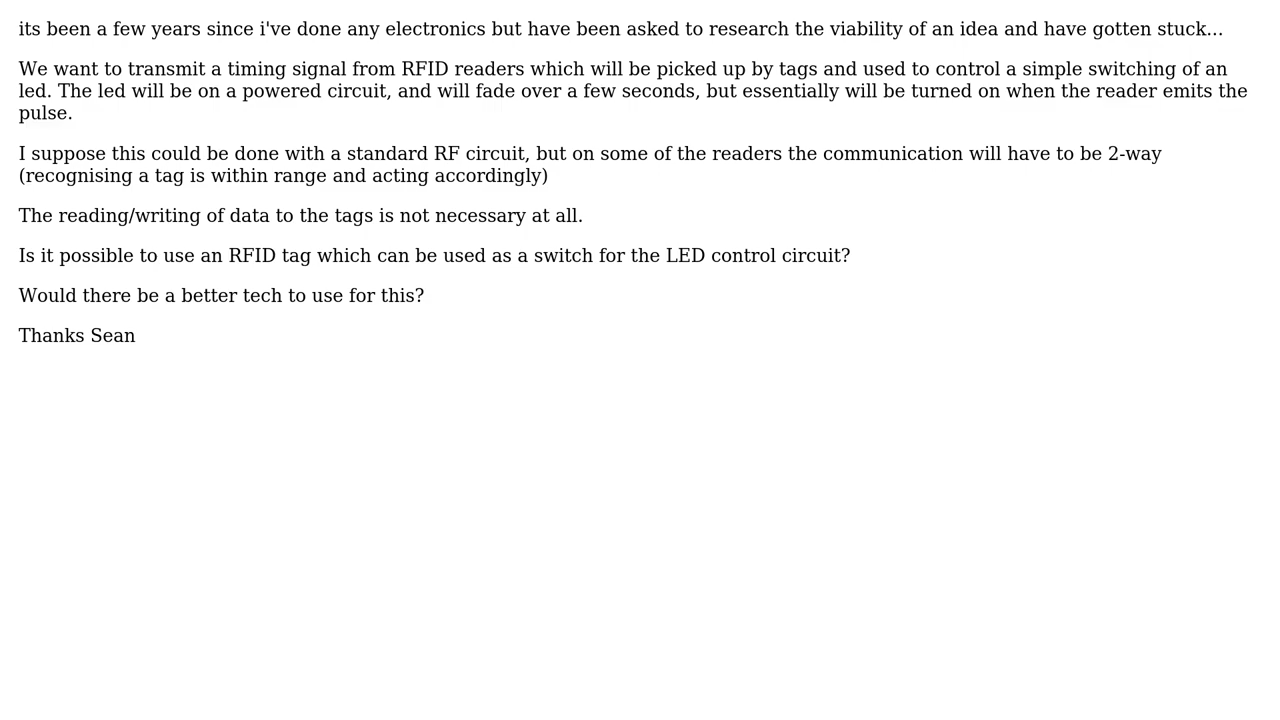 its been a few years since i've done any electronics but have been asked to research the viability of an idea and have gotten stuck...
We want to transmit a timing signal from RFID readers which will be picked up by tags and used to control a simple switching of an
led. The led will be on a powered circuit, and will fade over a few seconds, but essentially will be turned on when the reader emits the
pulse.
I suppose this could be done with a standard RF circuit, but on some of the readers the communication will have to be 2-way
(recognising a tag is within range and acting accordingly)
The reading/writing of data to the tags is not necessary at all.
Is it possible to use an RFID tag which can be used as a switch for the LED control circuit?
Would there be a better tech to use for this?
Thanks Sean